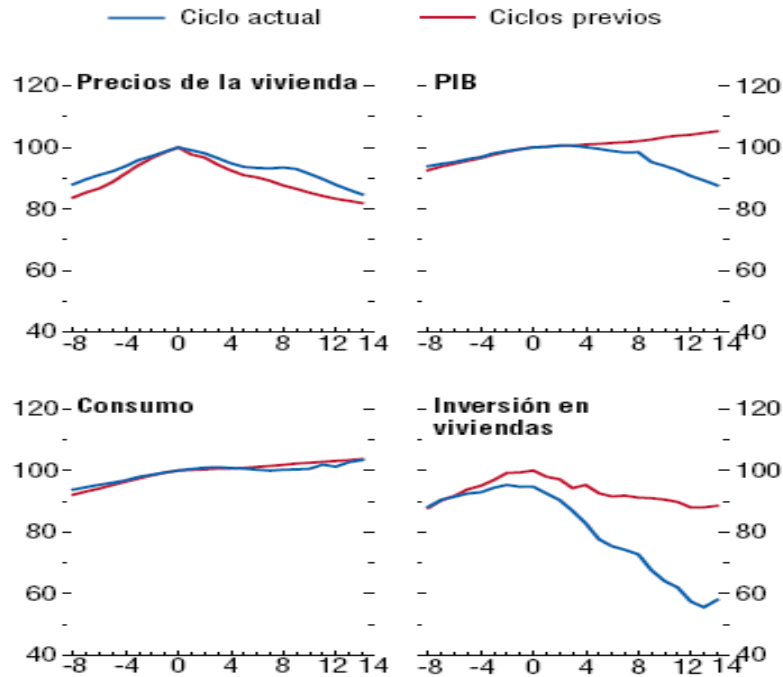 Ciclo actual Ciclos previos
120 Precios de la vivienda PIB 120
100 100
80 80
60 60
40 40
-8 -4 0 4 8 12 14 -8 -4 0 4 8 12 14
120 Consumo Inversión en 120
viviendas
100 100
80 80
60 60
40 40
-8 -4 0 4 8 12 14 -8 -4 0 4 8 12 14